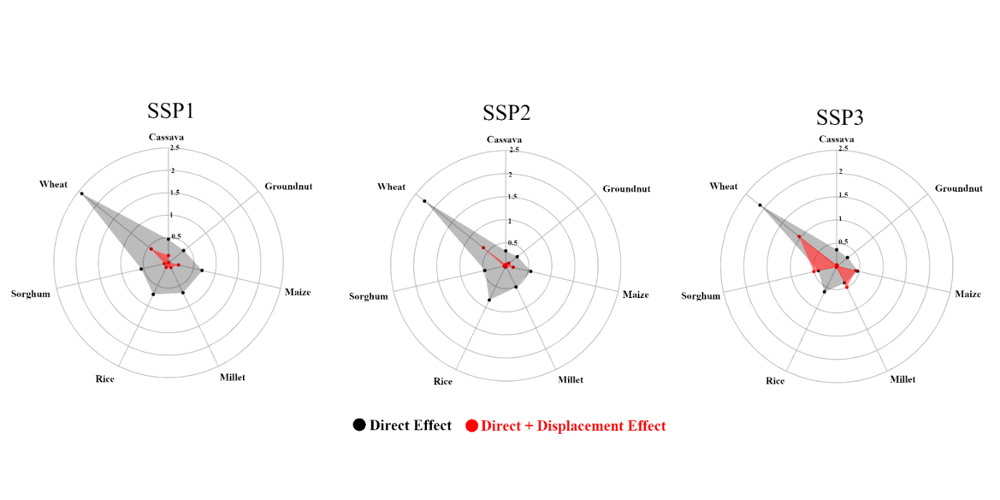 SSP1
Cassava
2.5
2
1.5
1
0.5
Groundnut
Maize
Millet
Rice
Sorghum
Wheat
SSP2
Cassava
2.5
2
1.5
1
0.5
Groundnut
Maize
Millet
Rice
Sorghum
Wheat
SSP3
Cassava
2.5
2
1.5
1
0.5
Groundnut
Maize
Millet
Rice
Sorghum
Wheat
Direct Effect
Direct + Displacement Effect